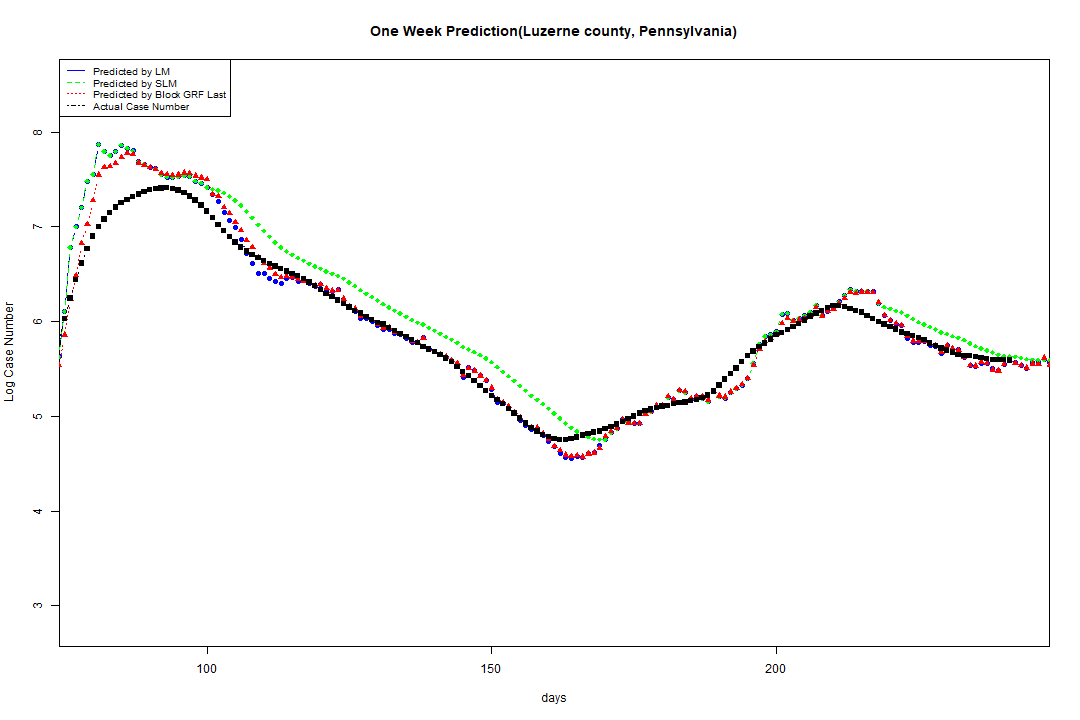 One Week Prediction(Luzerne county, Pennsylvania)
Predicted by LM
Predicted by SLM
Predicted by Block GRF Last
Actual Case Number
8
7
6
5
4
3
Log Case Number
100
150
200
days